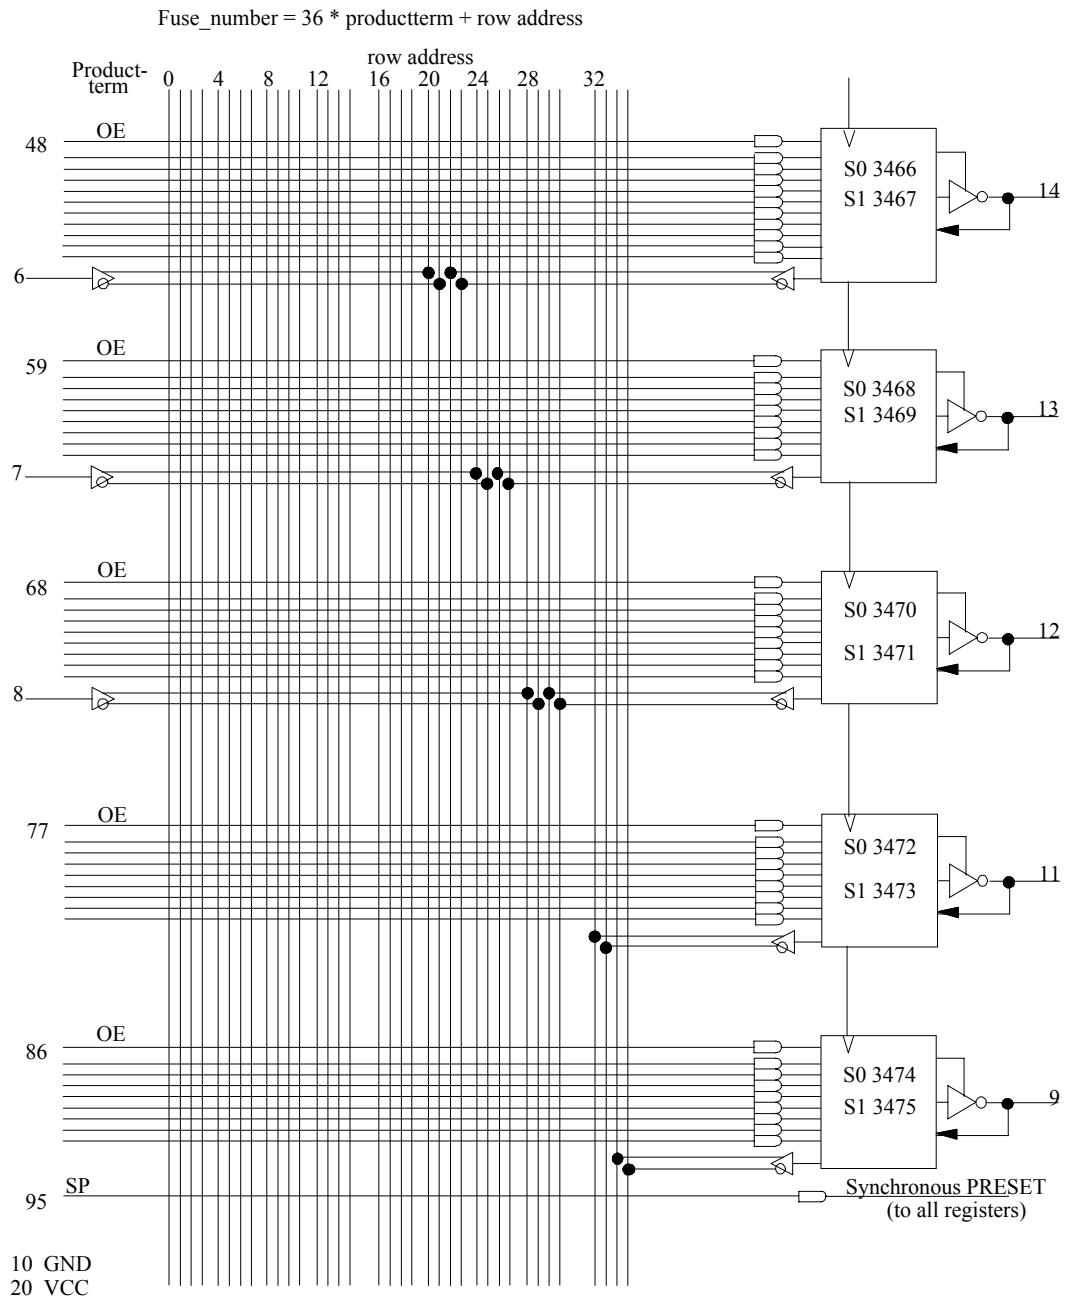 Fuse_number = 36 * productterm + row address
row address
Product-
term
0 4 8 12 16 20 24 28 32
OE
48
S0 3466
S1 3467
14
6
OE
59
S0 3468
S1 3469
13
7
OE
68
S0 3470
S1 3471
12
8
OE
77
S0 3472
S1 3473
11
OE
86
S0 3474
S1 3475
9
SP
95
Synchronous PRESET
(to all registers)
10 GND
20 VCC